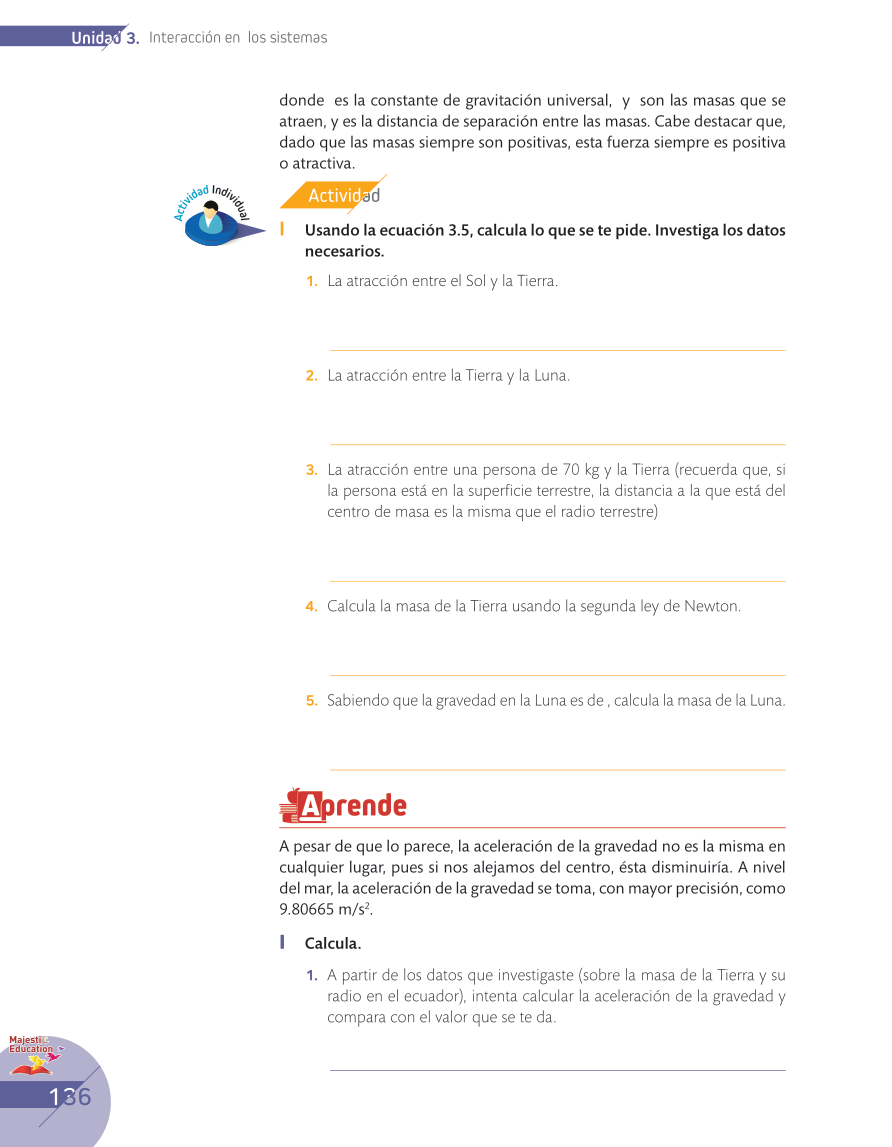 Unidad 3. Interacción en los sistemas
donde es la constante de gravitación universal, y son las masas que se
atraen, y es la distancia de separación entre las masas. Cabe destacar que,
dado que las masas siempre son positivas, esta fuerza siempre es positiva
o atractiva.
Actividad Individual
Actividad
I Usando la ecuación 3.5, calcula lo que se te pide. Investiga los datos
necesarios.
1. La atracción entre el Sol y la Tierra.
2. La atracción entre la Tierra y la Luna.
3. La atracción entre una persona de 70 kg y la Tierra (recuerda que, si
la persona está en la superficie terrestre, la distancia a la que está del
centro de masa es la misma que el radio terrestre)
4. Calcula la masa de la Tierra usando la segunda ley de Newton.
5. Sabiendo que la gravedad en la Luna es de , calcula la masa de la Luna.
Aprende
A pesar de que lo parece, la aceleración de la gravedad no es la misma en
cualquier lugar, pues si nos alejamos del centro, ésta disminuiría. A nivel
del mar, la aceleración de la gravedad se toma, con mayor precisión, como
9.80665 m/s².
I Calcula.
1. A partir de los datos que investigaste (sobre la masa de la Tierra y su
radio en el ecuador), intenta calcular la aceleración de la gravedad y
compara con el valor que se te da.
Majestic
Education
136